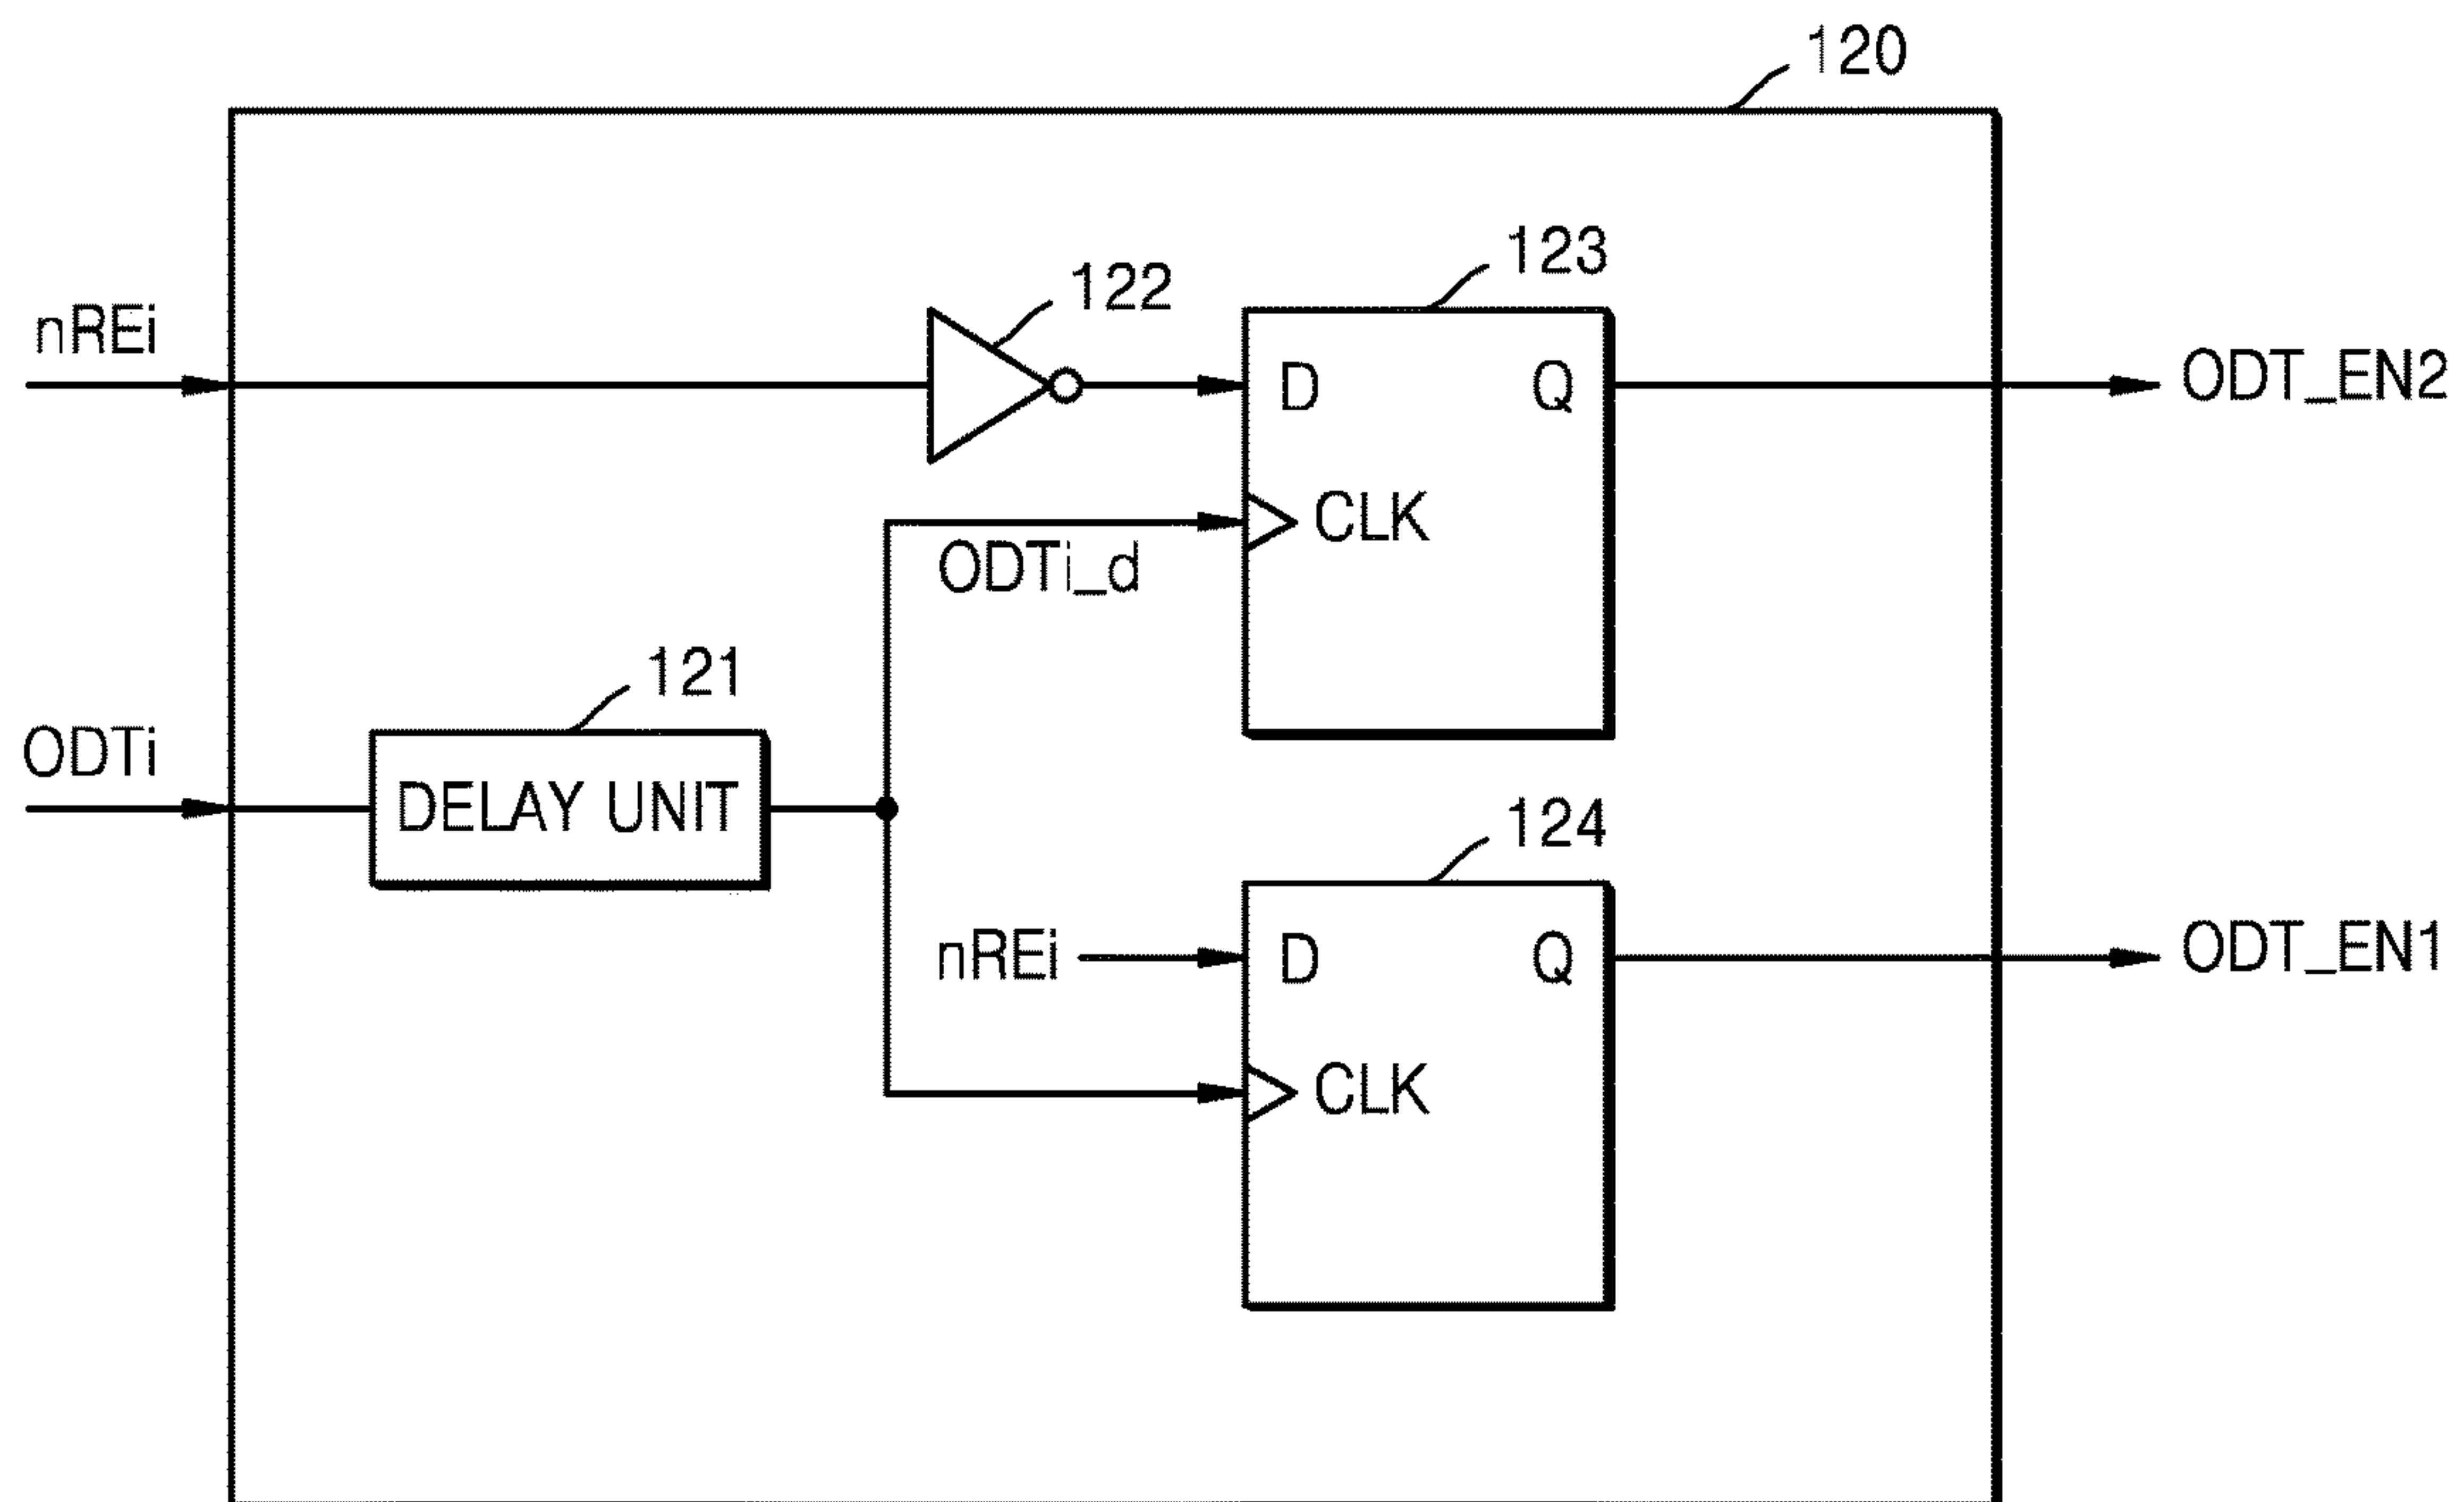 120
123
122
nREi
D
Q
ODT_EN2
CLK
ODTi_d
121
ODTi
DELAY UNIT
124
nREi
D
Q
ODT_EN1
CLK